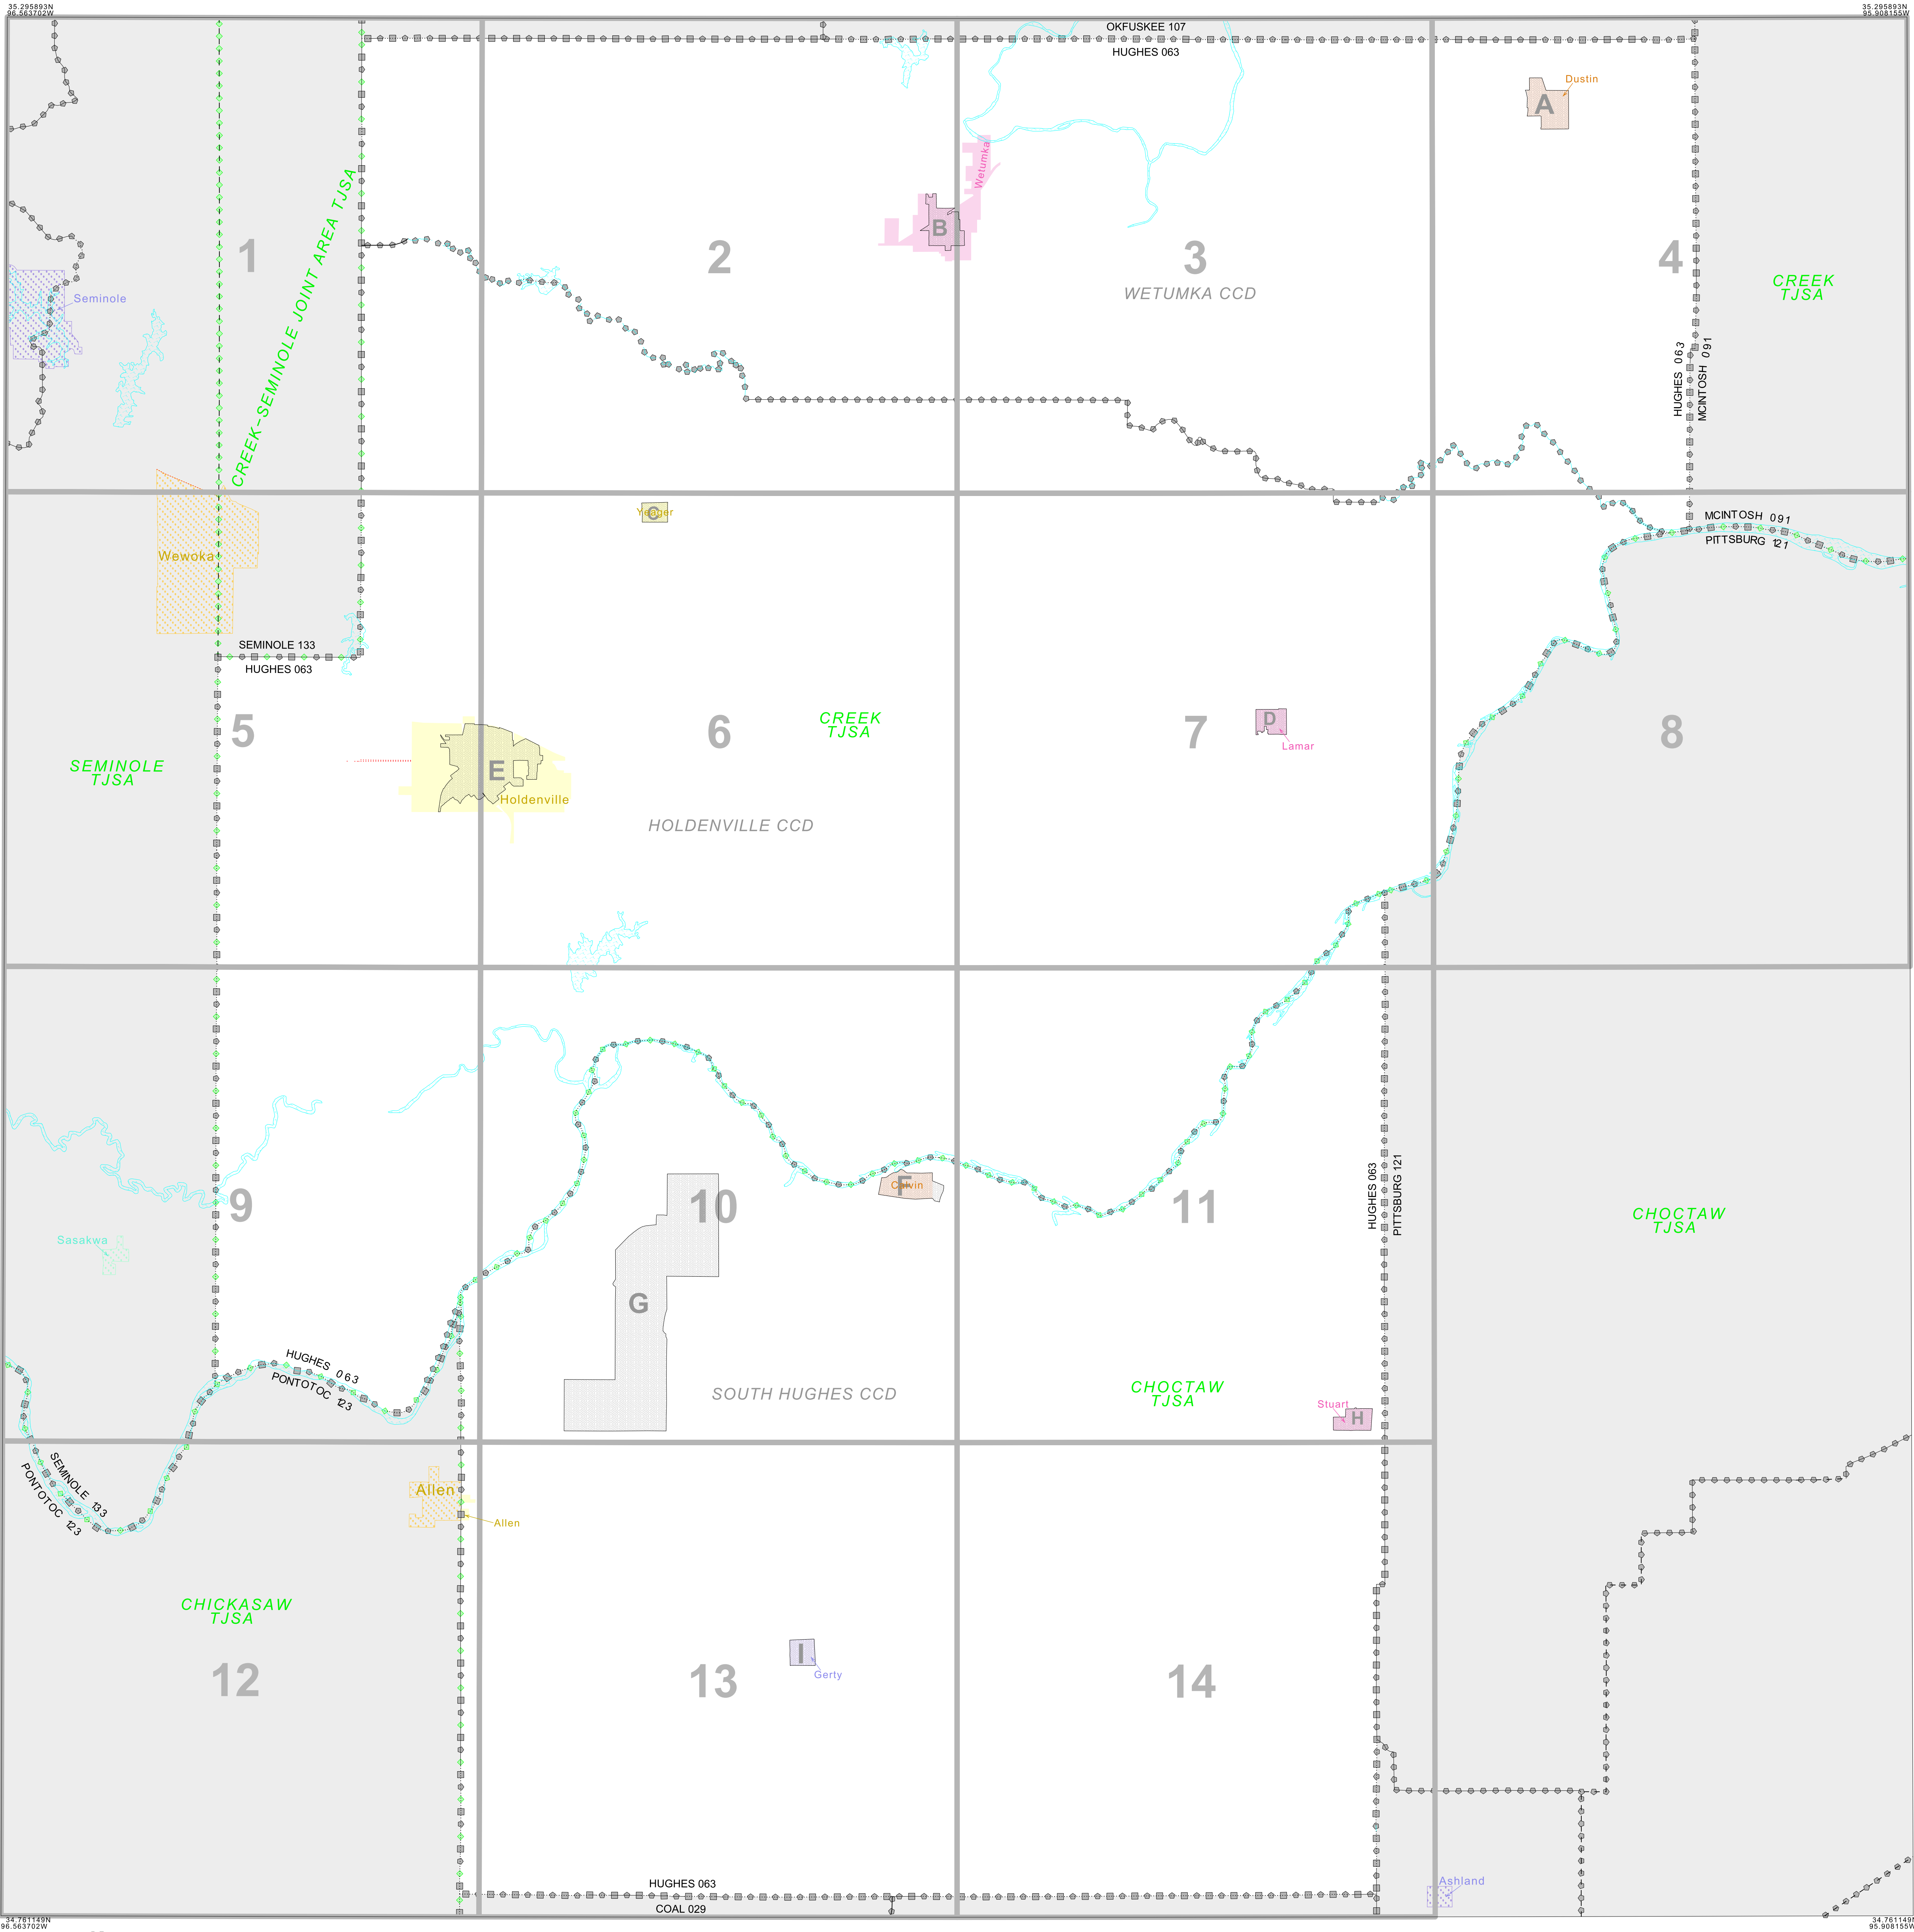 35.295893N
96.563702W
35.295893N
95.908155W
OKFUSKEE 107
HUGHES 063
Dustin
A
Wetumka
B
CREEK-SEMINOLE JOINT AREA TJSA
1
2
3
4
WETUMKA CCD
CREEK
TJSA
Seminole
HUGHES 063
MCINTOSH 091
C
Yeager
MCINTOSH 091
PITTSBURG 121
Wewoka
SEMINOLE 133
HUGHES 063
5
6
7
8
CREEK
TJSA
D
Lamar
SEMINOLE
TJSA
E
Holdenville
HOLDENVILLE CCD
HUGHES 063
PITTSBURG 121
F
Calvin
9
10
11
CHOCTAW
TJSA
Sasakwa
G
HUGHES 063
PONTOTOC 123
SOUTH HUGHES CCD
CHOCTAW
TJSA
Stuart
H
SEMINOLE 133
PONTOTOC 123
Allen
Allen
CHICKASAW
TJSA
I
Gerty
12
13
14
HUGHES 063
COAL 029
Ashland
34.761149N
96.563702W
34.761149N
95.908155W